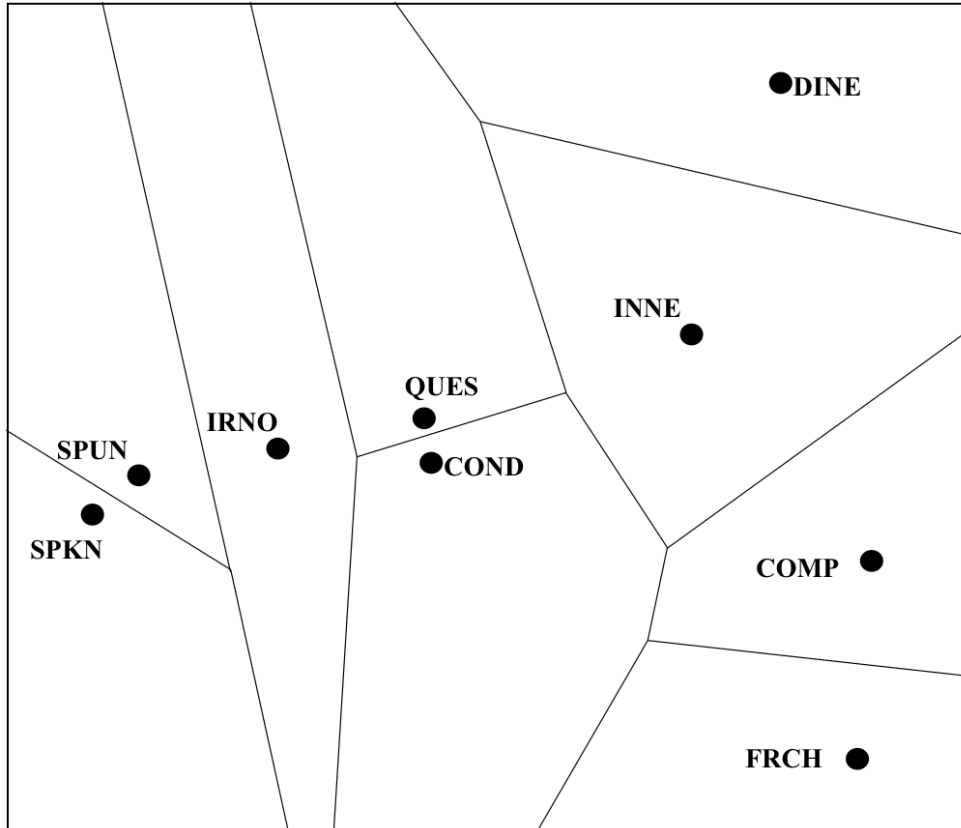 DINE
INNE
QUES
IRNO
SPUN
COND
SPKN
COMP
FRCH